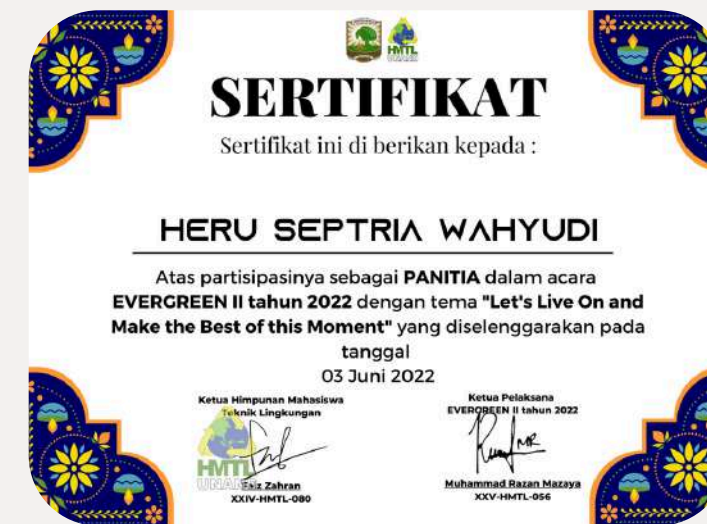 HMTL
UNAND
SERTIFIKAT
Sertifikat ini di berikan kepada :
HERU SEPTRIA WAHYUDI
Atas partisipasinya sebagai PANITIA dalam acara
EVERGREEN II tahun 2022 dengan tema "Let's Live On and
Make the Best of this Moment" yang diselenggarakan pada
tanggal
03 Juni 2022
Ketua Himpunan Mahasiswa
Teknik Lingkungan
HMTL
UNAND
Faiz Zahran
XXIV-HMTL-080
Ketua Pelaksana
EVERGREEN II tahun 2022
Muhammad Razan Mazaya
XXV-HMTL-056